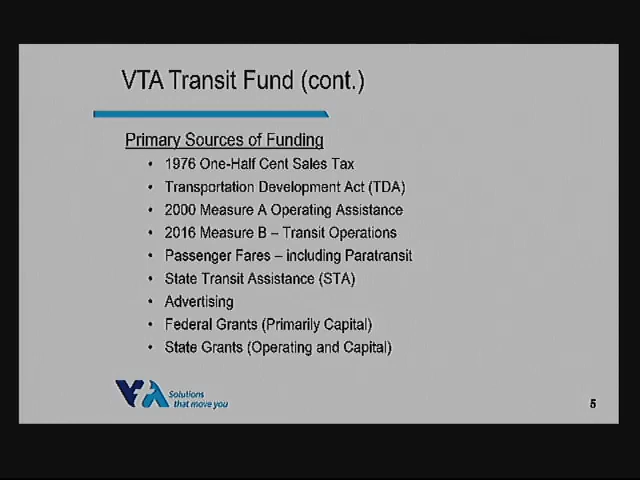 VTA Transit Fund (cont.)
Primary Sources of Funding
• 1976 One-Half Cent Sales Tax
• Transportation Development Act (TDA)
• 2000 Measure A Operating Assistance
• 2016 Measure B – Transit Operations
• Passenger Fares – including Paratransit
• State Transit Assistance (STA)
• Advertising
• Federal Grants (Primarily Capital)
• State Grants (Operating and Capital)
VTA
Solutions
that move you
5